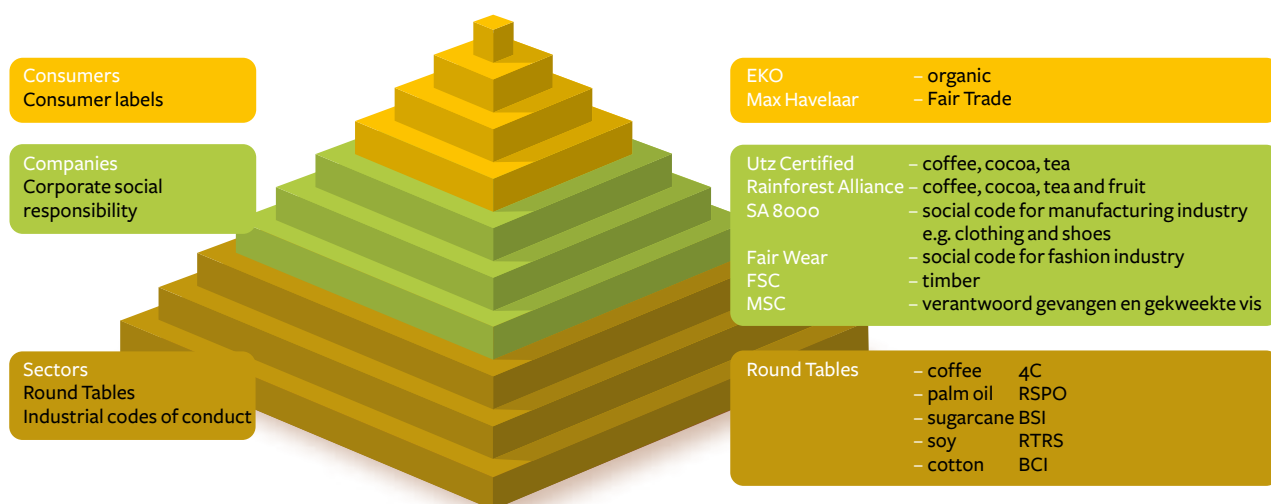 Consumers
Consumer labels
EKO – organic
Max Havelaar – Fair Trade
Companies
Corporate social
responsibility
Utz Certified – coffee, cocoa, tea
Rainforest Alliance – coffee, cocoa, tea and fruit
SA 8000 – social code for manufacturing industry
e.g. clothing and shoes
Fair Wear – social code for fashion industry
FSC – timber
MSC – verantwoord gevangen en gekweekte vis
Sectors
Round Tables
Industrial codes of conduct
Round Tables – coffee 4C
– palm oil RSPO
– sugarcane BSI
– soy RTRS
– cotton BCI